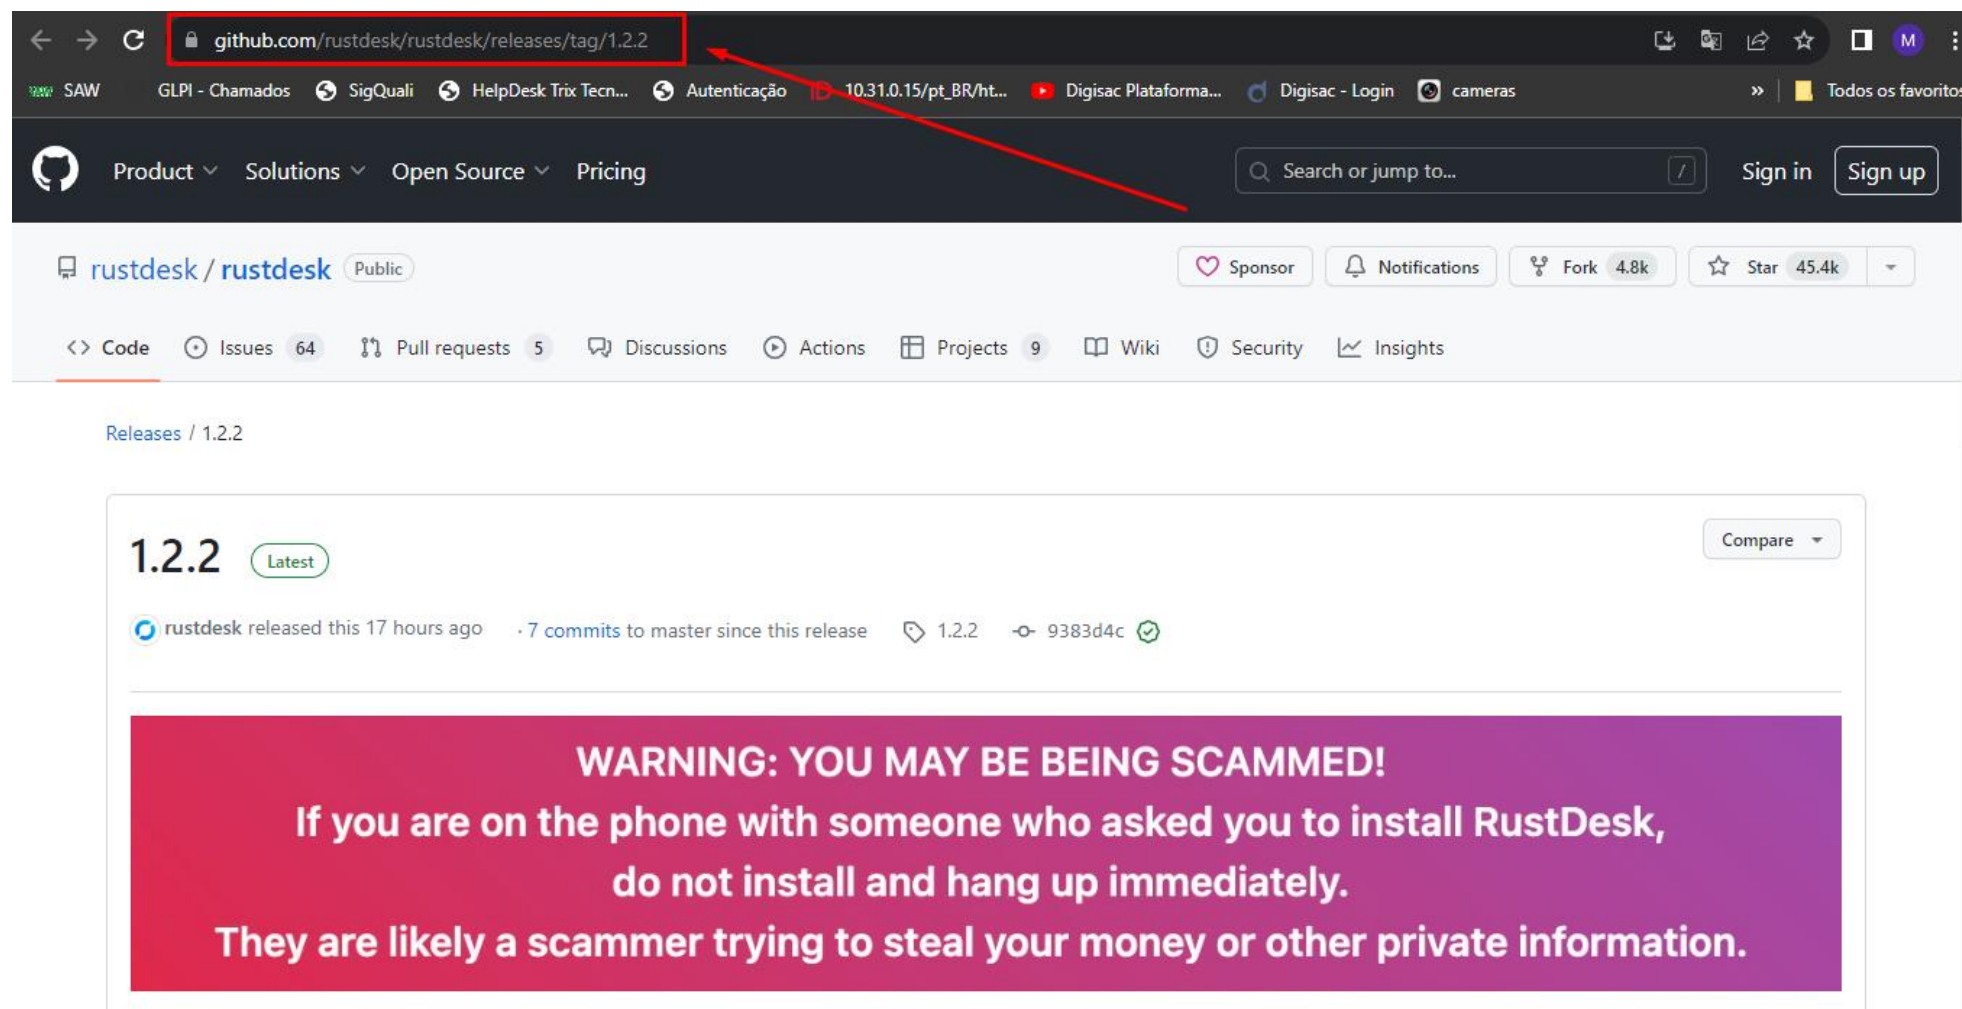 github.com/rustdesk/rustdesk/releases/tag/1.2.2
M
SAW GLPI - Chamados SigQuali HelpDesk Trix Tecn... Autenticação 10.31.0.15/pt_BR/ht... Digisac Plataforma... Digisac - Login cameras » Todos os favoritos
Product Solutions Open Source Pricing Search or jump to... / Sign in Sign up
rustdesk / rustdesk Public Sponsor Notifications Fork 4.8k Star 45.4k
<> Code Issues 64 Pull requests 5 Discussions Actions Projects 9 Wiki Security Insights
Releases / 1.2.2
1.2.2 Latest Compare
rustdesk released this 17 hours ago · 7 commits to master since this release 1.2.2 9383d4c
WARNING: YOU MAY BE BEING SCAMMED!
If you are on the phone with someone who asked you to install RustDesk,
do not install and hang up immediately.
They are likely a scammer trying to steal your money or other private information.